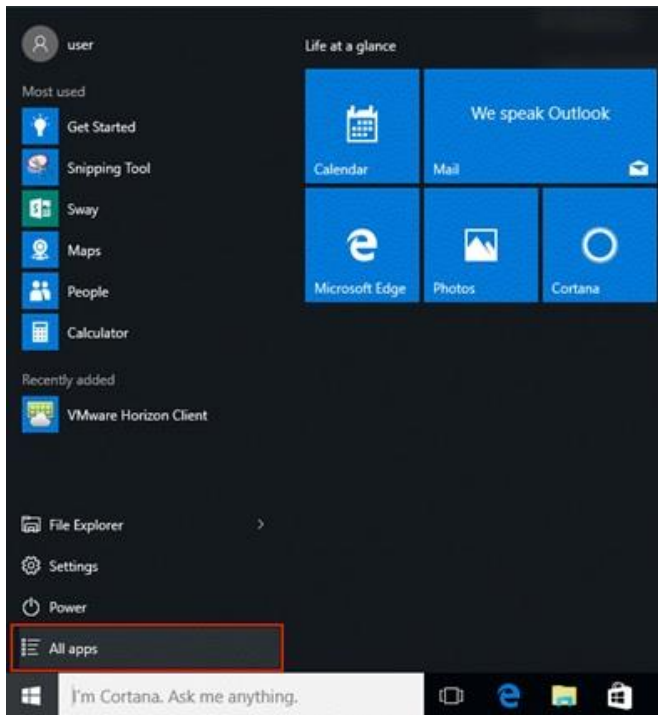 user
Most used
Get Started
Snipping Tool
Sway
Maps
People
Calculator
Recently added
VMware Horizon Client
File Explorer
Settings
Power
All apps
Life at a glance
Calendar
We speak Outlook
Mail
Microsoft Edge
Photos
Cortana
I'm Cortana. Ask me anything.